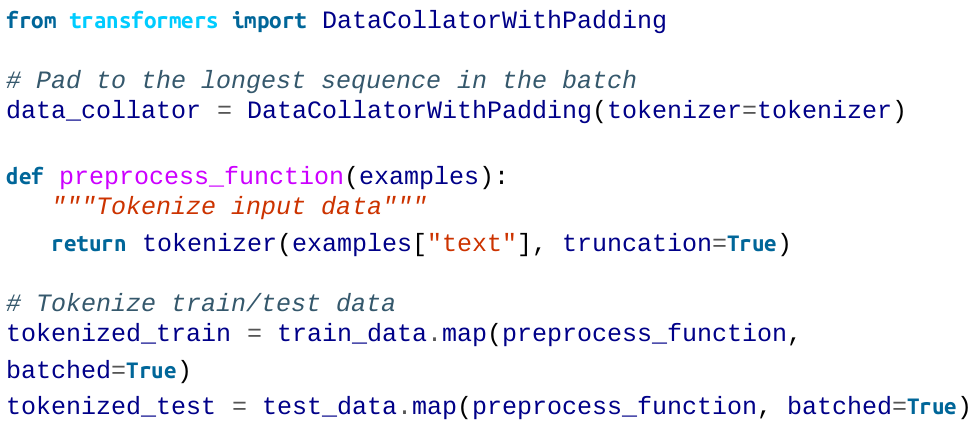 from transformers import DataCollatorWithPadding
# Pad to the longest sequence in the batch
data_collator = DataCollatorWithPadding(tokenizer=tokenizer)
def preprocess_function(examples):
   """Tokenize input data"""
   return tokenizer(examples["text"], truncation=True)
# Tokenize train/test data
tokenized_train = train_data.map(preprocess_function,
batched=True)
tokenized_test = test_data.map(preprocess_function, batched=True)